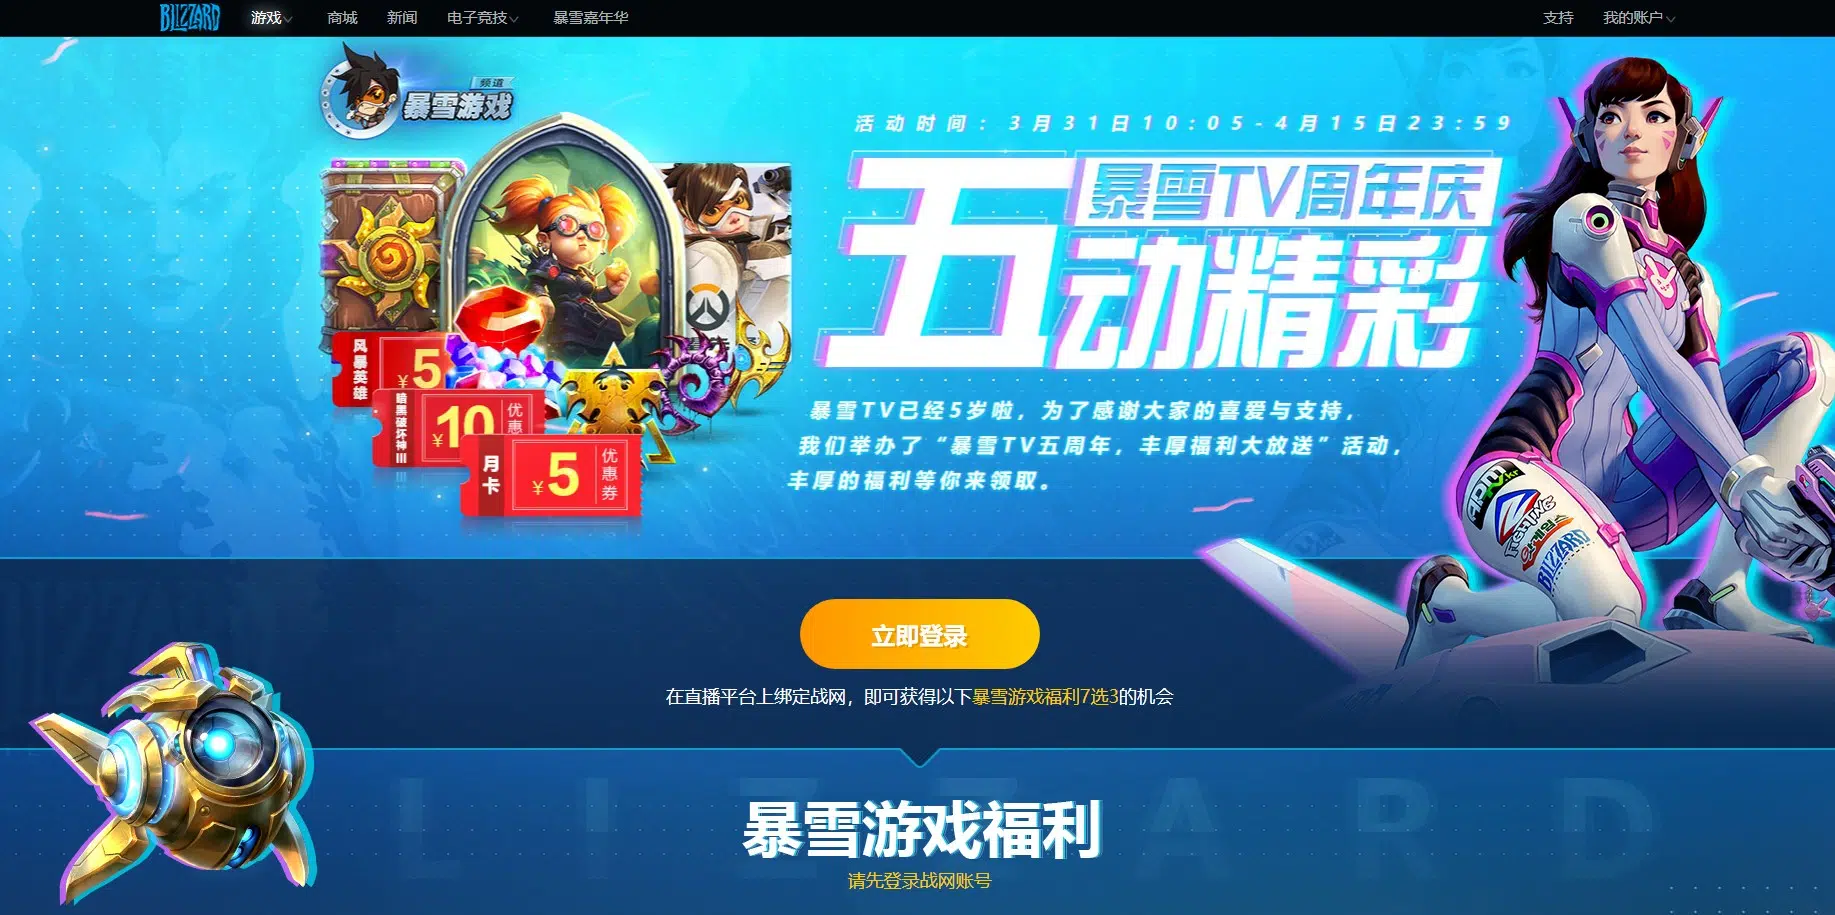 BLIZZARD
游戏 商城 新闻 电子竞技 暴雪嘉年华 支持 我的账户
频道
暴雪游戏
活动时间：3月31日10:05-4月15日23:59
暴雪TV周年庆
五动精彩
风暴英雄 ¥5
暗黑破坏神III ¥10 优惠
月卡 ¥5 优惠券
暴雪TV已经5岁啦，为了感谢大家的喜爱与支持，
我们举办了“暴雪TV五周年，丰厚福利大放送”活动，
丰厚的福利等你来领取。
FIGHTING
BLIZZARD
立即登录
在直播平台上绑定战网，即可获得以下暴雪游戏福利7选3的机会
LIZZARD
暴雪游戏福利
请先登录战网账号